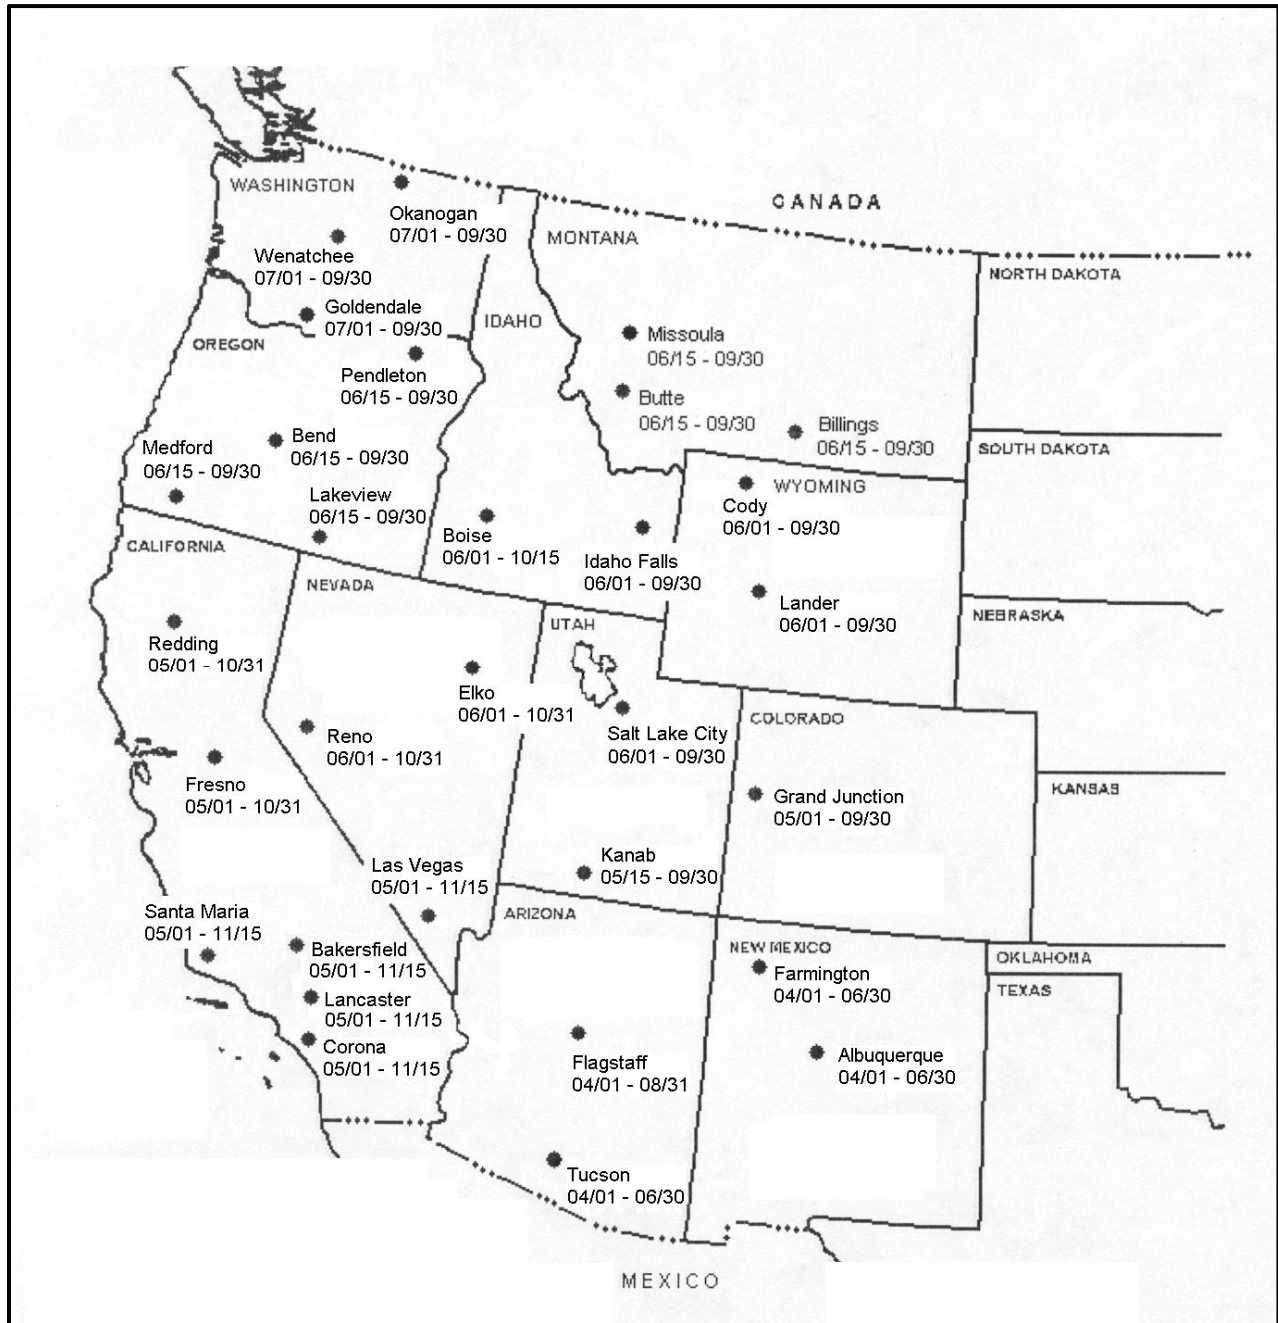 CANADA
WASHINGTON
Okanogan
07/01 - 09/30
Wenatchee
07/01 - 09/30
Goldendale
07/01 - 09/30
MONTANA
NORTH DAKOTA
IDAHO
OREGON
Missoula
06/15 - 09/30
Pendleton
06/15 - 09/30
Butte
06/15 - 09/30
Billings
06/15 - 09/30
SOUTH DAKOTA
Medford
06/15 - 09/30
Bend
06/15 - 09/30
Lakeview
06/15 - 09/30
WYOMING
Cody
06/01 - 09/30
Boise
06/01 - 10/15
Idaho Falls
06/01 - 09/30
CALIFORNIA
NEVADA
Lander
06/01 - 09/30
NEBRASKA
UTAH
Redding
05/01 - 10/31
Elko
06/01 - 10/31
Reno
06/01 - 10/31
Salt Lake City
06/01 - 09/30
COLORADO
Fresno
05/01 - 10/31
Grand Junction
05/01 - 09/30
KANSAS
Las Vegas
05/01 - 11/15
Kanab
05/15 - 09/30
Santa Maria
05/01 - 11/15
ARIZONA
Bakersfield
05/01 - 11/15
NEW MEXICO
OKLAHOMA
Farmington
04/01 - 06/30
TEXAS
Lancaster
05/01 - 11/15
Corona
05/01 - 11/15
Flagstaff
04/01 - 08/31
Albuquerque
04/01 - 06/30
Tucson
04/01 - 06/30
MEXICO